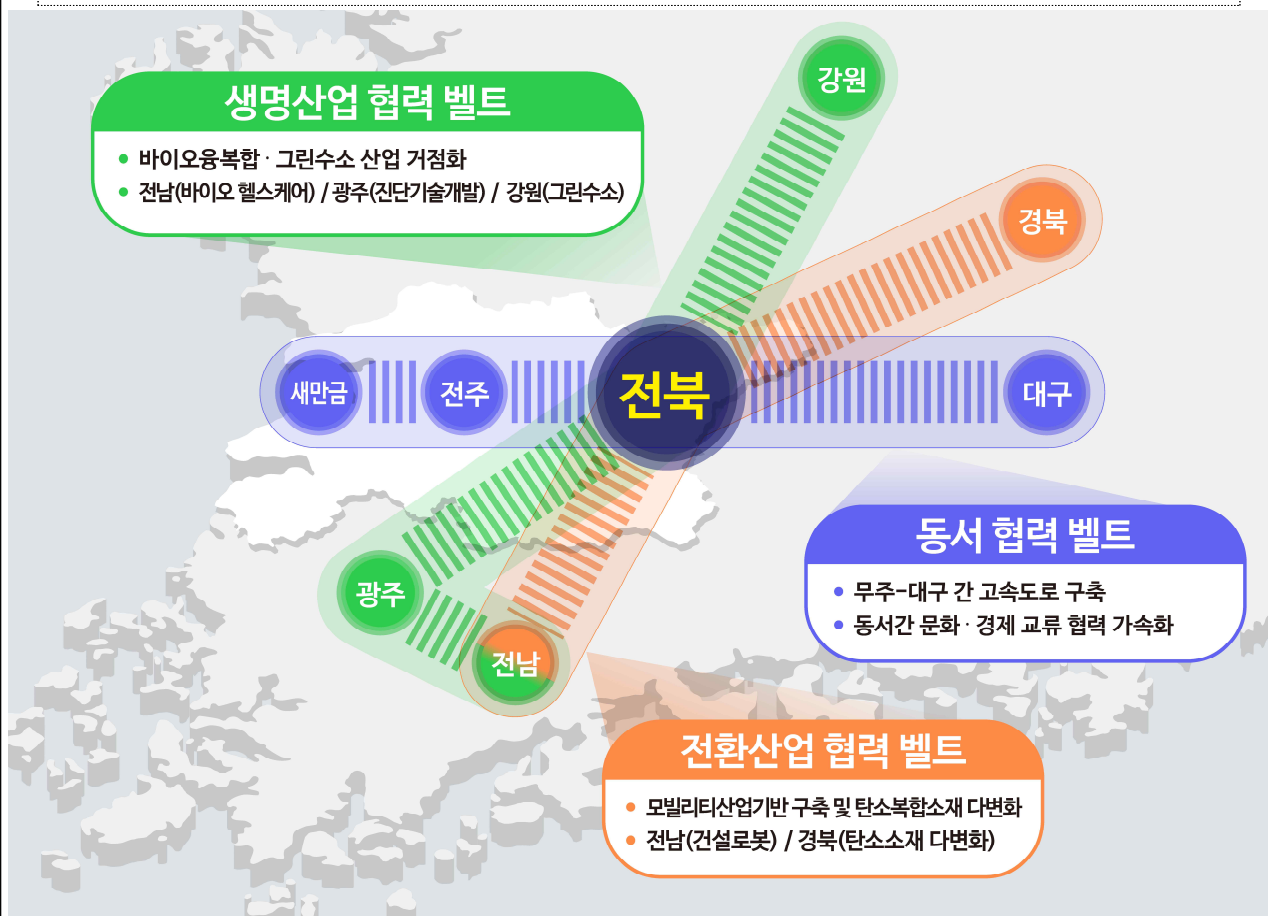 강원
생명산업 협력 벨트
바이오융복합 · 그린수소 산업 거점화
전남(바이오 헬스케어) / 광주(진단기술개발) / 강원(그린수소)
경북
새만금
전주
전북
대구
동서 협력 벨트
무주-대구 간 고속도로 구축
동서간 문화 · 경제 교류 협력 가속화
광주
전남
전환산업 협력 벨트
모빌리티산업기반 구축 및 탄소복합소재 다변화
전남(건설로봇) / 경북(탄소소재 다변화)